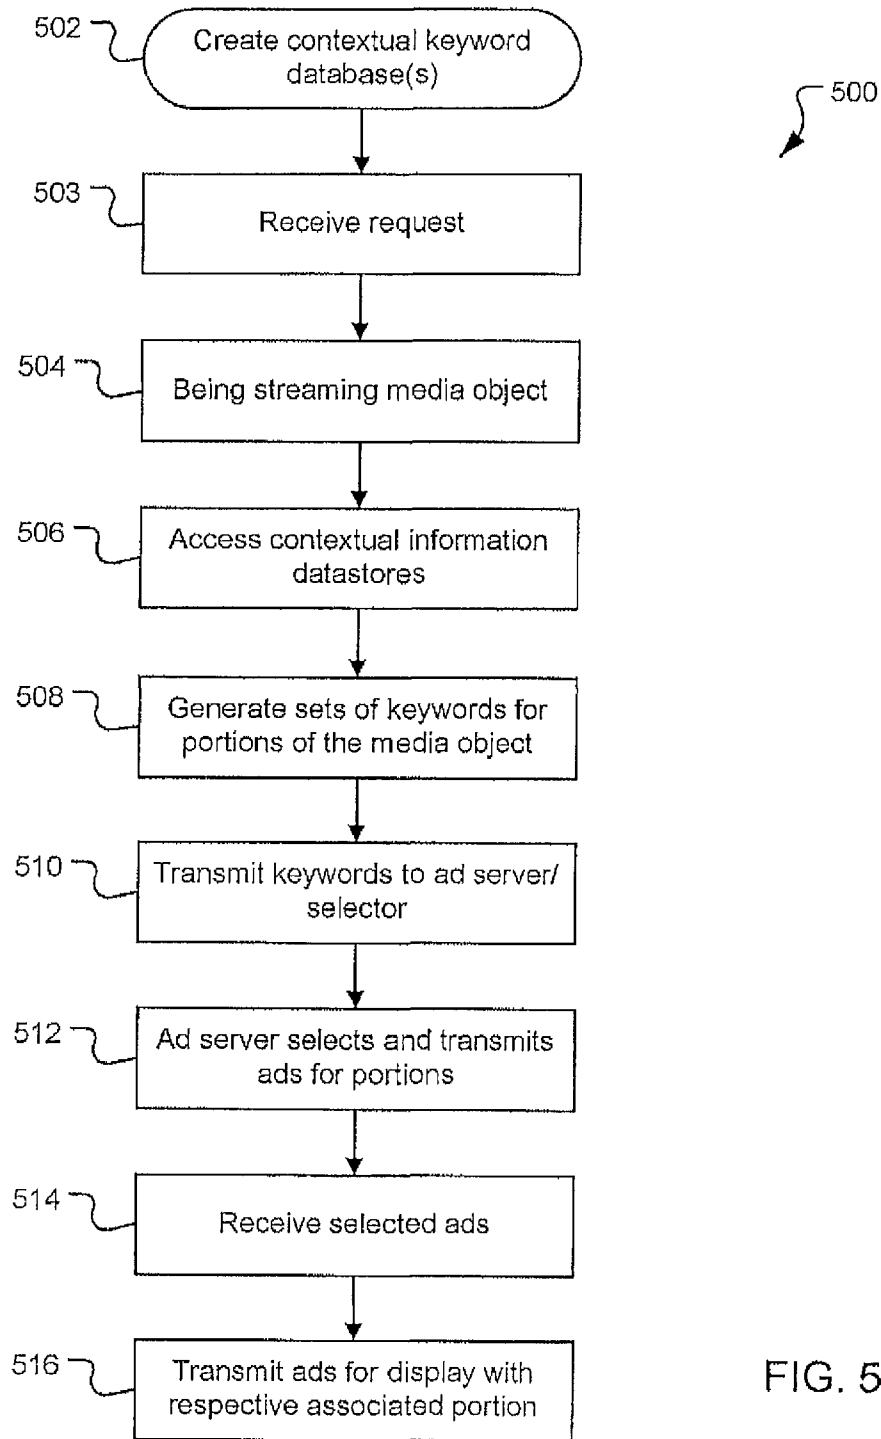 502
Create contextual keyword
database(s)
500
503
Receive request
504
Being streaming media object
506
Access contextual information
datastores
508
Generate sets of keywords for
portions of the media object
510
Transmit keywords to ad server/
selector
512
Ad server selects and transmits
ads for portions
514
Receive selected ads
516
Transmit ads for display with
respective associated portion
FIG. 5